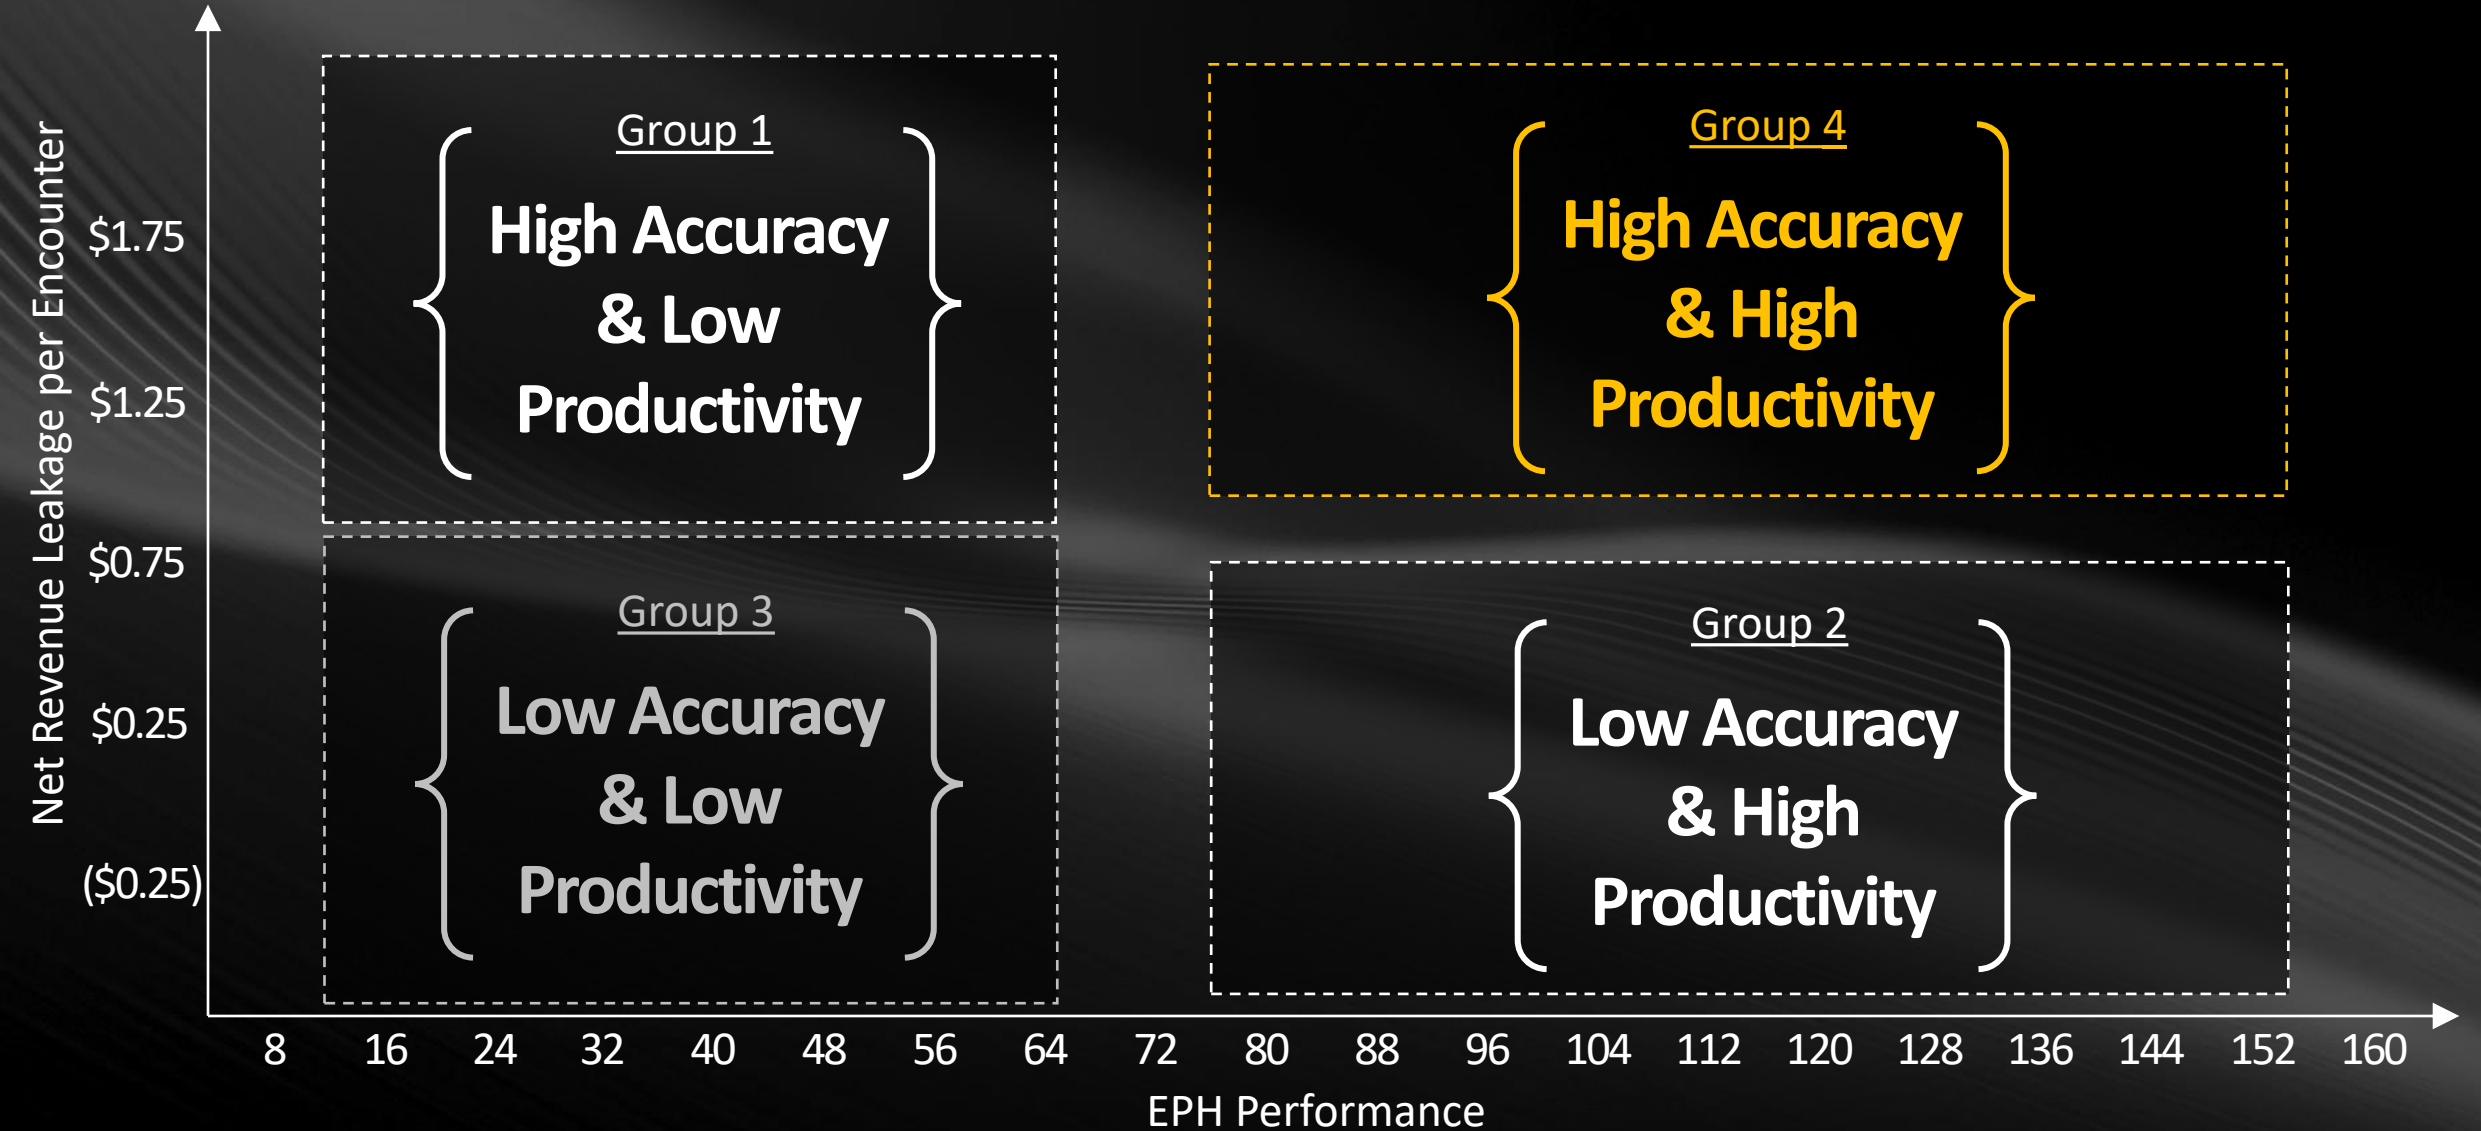 Net Revenue Leakage per Encounter
$1.75
$1.25
$0.75
$0.25
($0.25)
Group 1
High Accuracy
& Low
Productivity
Group 4
High Accuracy
& High
Productivity
Group 3
Low Accuracy
& Low
Productivity
Group 2
Low Accuracy
& High
Productivity
8 16 24 32 40 48 56 64 72 80 88 96 104 112 120 128 136 144 152 160
EPH Performance